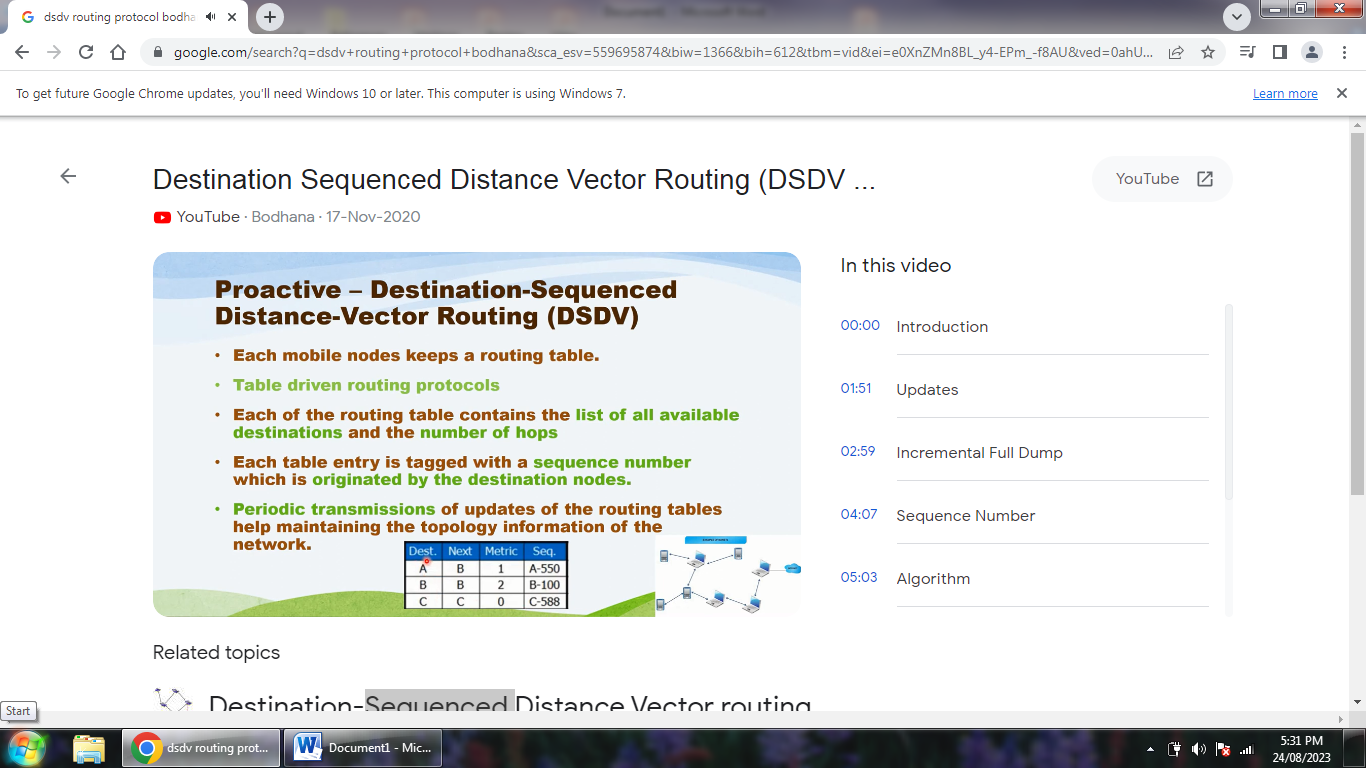 Document1 - Microsoft Word
dsdv routing protocol bodha
google.com/search?q=dsdv+routing+protocol+bodhana&sca_esv=559695874&biw=1366&bih=612&tbm=vid&ei=e0XnZMn8BL_y4-EPm_-f8AU&ved=0ahU...
To get future Google Chrome updates, you'll need Windows 10 or later. This computer is using Windows 7.
Learn more
Destination Sequenced Distance Vector Routing (DSDV ...
YouTube
YouTube · Bodhana · 17-Nov-2020
Proactive – Destination-Sequenced
Distance-Vector Routing (DSDV)
• Each mobile nodes keeps a routing table.
• Table driven routing protocols
• Each of the routing table contains the list of all available
destinations and the number of hops
• Each table entry is tagged with a sequence number
which is originated by the destination nodes.
• Periodic transmissions of updates of the routing tables
help maintaining the topology information of the
network.
Dest. Next Metric Seq.
A B 1 A-550
B B 2 B-100
C C 0 C-588
In this video
00:00 Introduction
01:51 Updates
02:59 Incremental Full Dump
04:07 Sequence Number
05:03 Algorithm
Related topics
Destination-Sequenced Distance Vector routing
Start
dsdv routing prot...
Document1 - Mic...
5:31 PM
24/08/2023